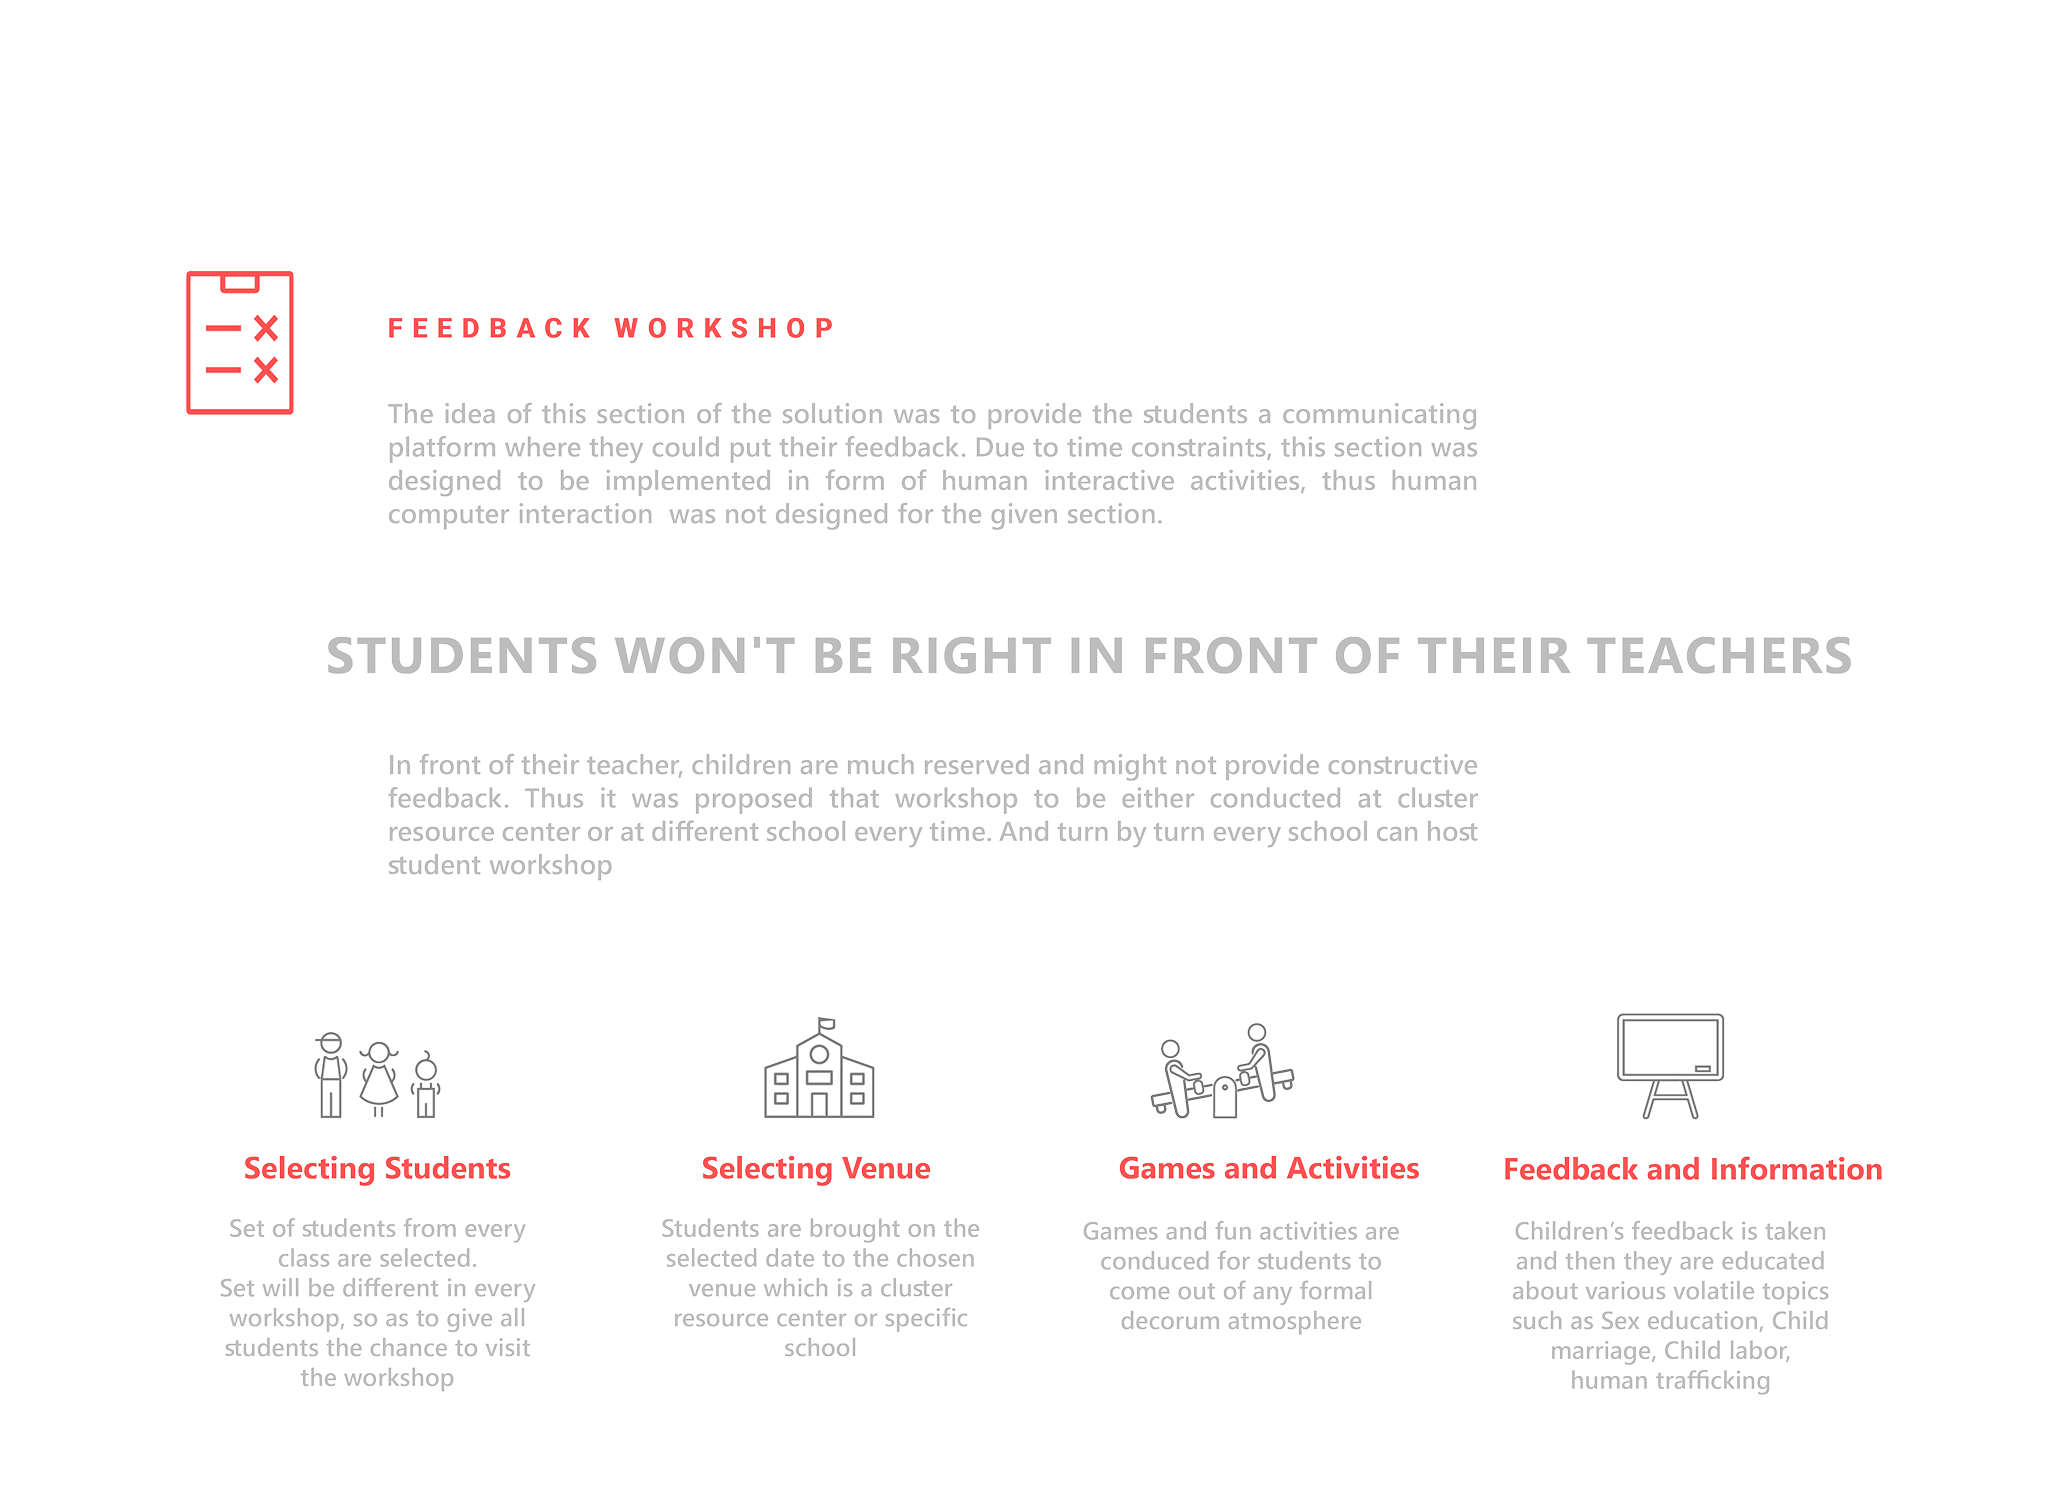 FEEDBACK WORKSHOP
The idea of this section of the solution was to provide the students a communicating
platform where they could put their feedback. Due to time constraints, this section was
designed to be implemented in form of human interactive activities, thus human
computer interaction was not designed for the given section.
STUDENTS WON'T BE RIGHT IN FRONT OF THEIR TEACHERS
In front of their teacher, children are much reserved and might not provide constructive
feedback. Thus it was proposed that workshop to be either conducted at cluster
resource center or at different school every time. And turn by turn every school can host
student workshop
Selecting Students
Set of students from every
class are selected.
Set will be different in every
workshop, so as to give all
students the chance to visit
the workshop
Selecting Venue
Students are brought on the
selected date to the chosen
venue which is a cluster
resource center or specific
school
Games and Activities
Games and fun activities are
conduced for students to
come out of any formal
decorum atmosphere
Feedback and Information
Children’s feedback is taken
and then they are educated
about various volatile topics
such as Sex education, Child
marriage, Child labor,
human trafficking